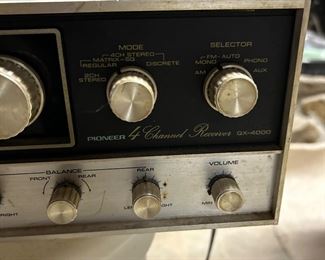 MODE
4CH STEREO
MATRIX-SQ
REGULAR
DISCRETE
2CH
STEREO
SELECTOR
FM-AUTO
MONO
PHONO
AM
AUX
PIONEER 4 Channel Receiver QX-4000
BALANCE
FRONT
REAR
REAR
VOLUME
RIGHT
LE
RIGHT
MIN